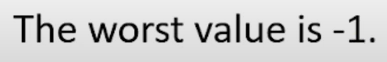 The worst value is -1.